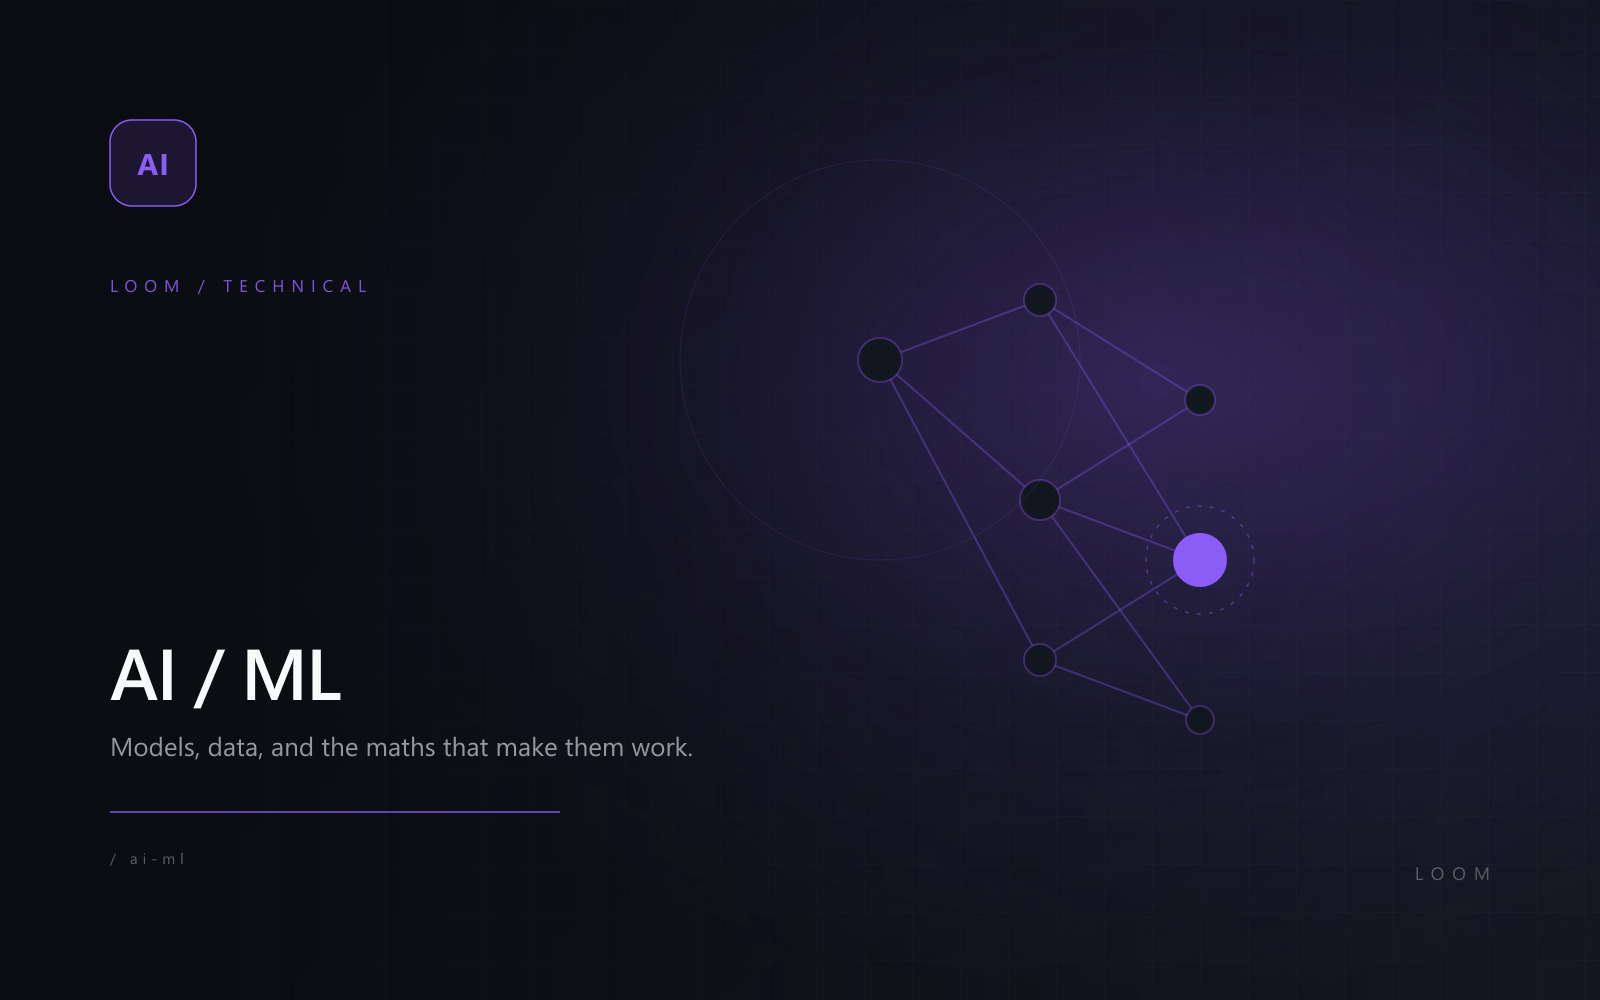 AI
LOOM / TECHNICAL
AI / ML
Models, data, and the maths that make them work.
/ ai-ml
LOOM